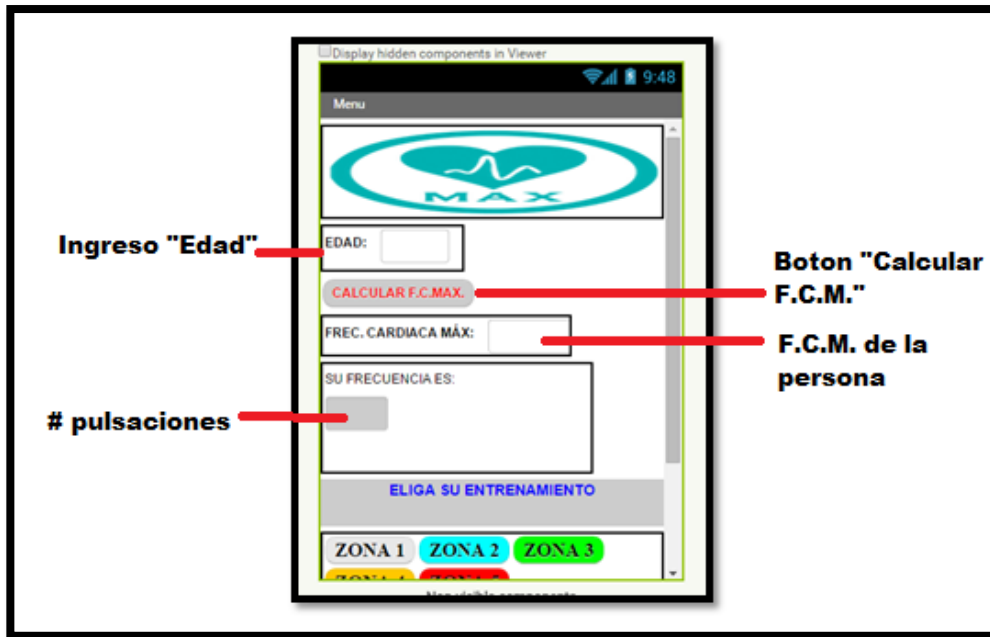 Display hidden components in Viewer
9:48
Menu
MAX
EDAD:
Ingreso "Edad"
CALCULAR F.C.MAX.
Boton "Calcular
F.C.M."
FREC. CARDIACA MÁX:
F.C.M. de la
persona
SU FRECUENCIA ES:
# pulsaciones
ELIGA SU ENTRENAMIENTO
ZONA 1 ZONA 2 ZONA 3